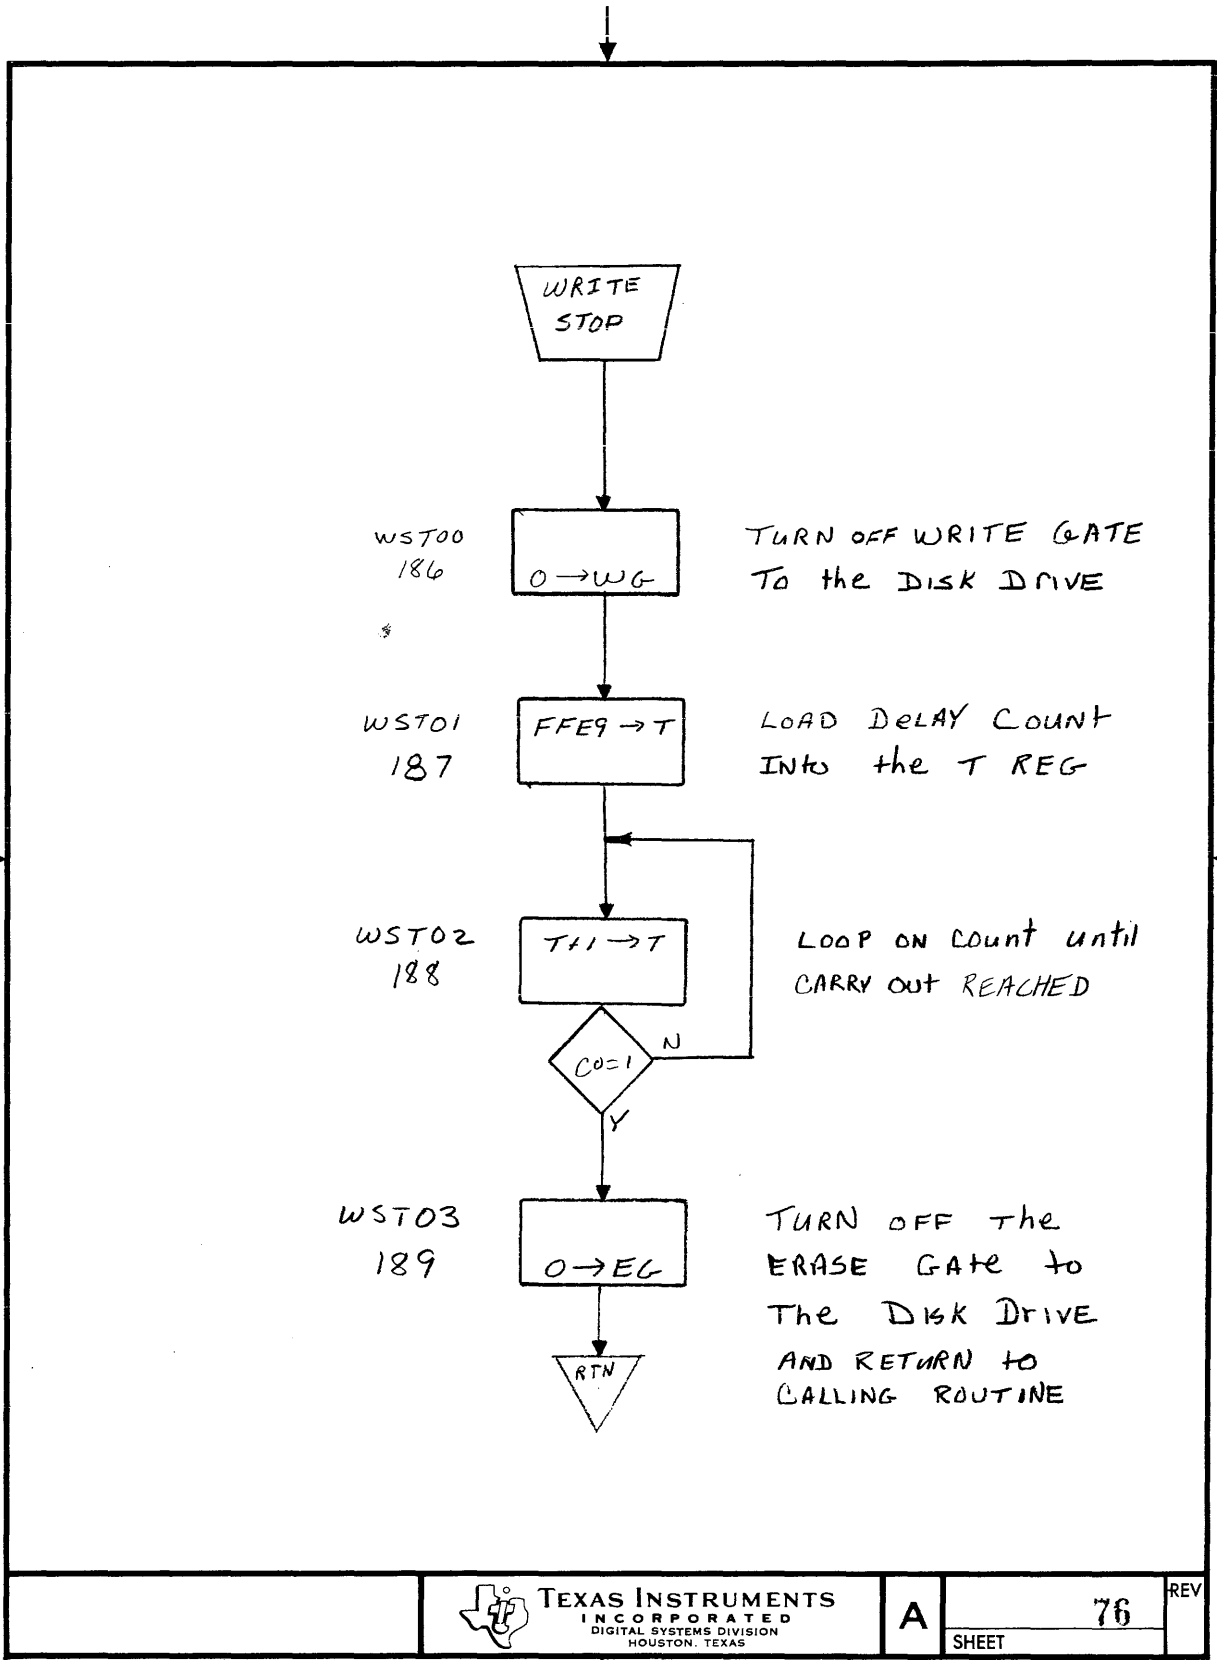 WRITE
STOP
WST00
186
0→WG
TURN OFF WRITE GATE
To the DISK DrIVE
WST01
187
FFE9→T
LOAD DeLAY COUNt
INto the T REG
WST02
188
T+1→T
LOOP ON COUNt until
CARRY OUt REACHED
CO=1
N
Y
WST03
189
0→EG
TURN OFF The
ERASE GAte to
The DISK DrIVE
AND RETURN to
CALLING ROUTINE
RTN
TEXAS INSTRUMENTS
INCORPORATED
DIGITAL SYSTEMS DIVISION
HOUSTON, TEXAS
A
76
SHEET
REV